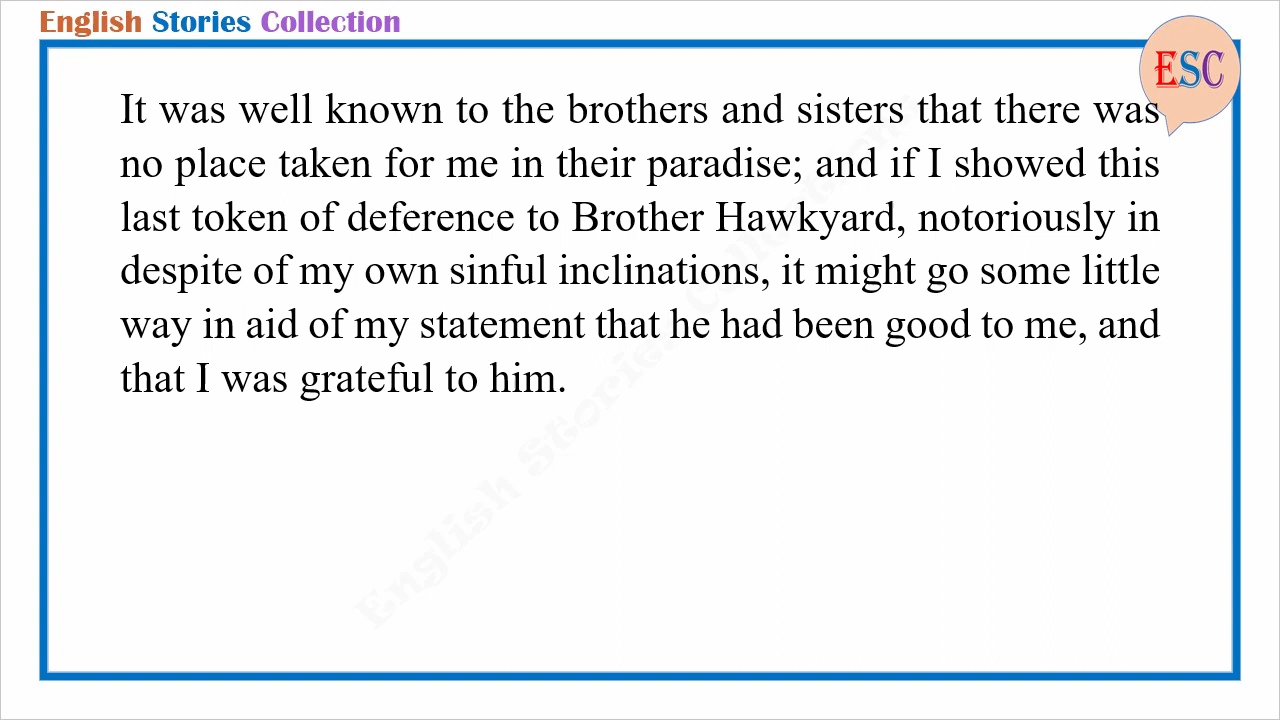 English Stories Collection
ESC
It was well known to the brothers and sisters that there was
no place taken for me in their paradise; and if I showed this
last token of deference to Brother Hawkyard, notoriously in
despite of my own sinful inclinations, it might go some little
way in aid of my statement that he had been good to me, and
that I was grateful to him.
English Stories Collection